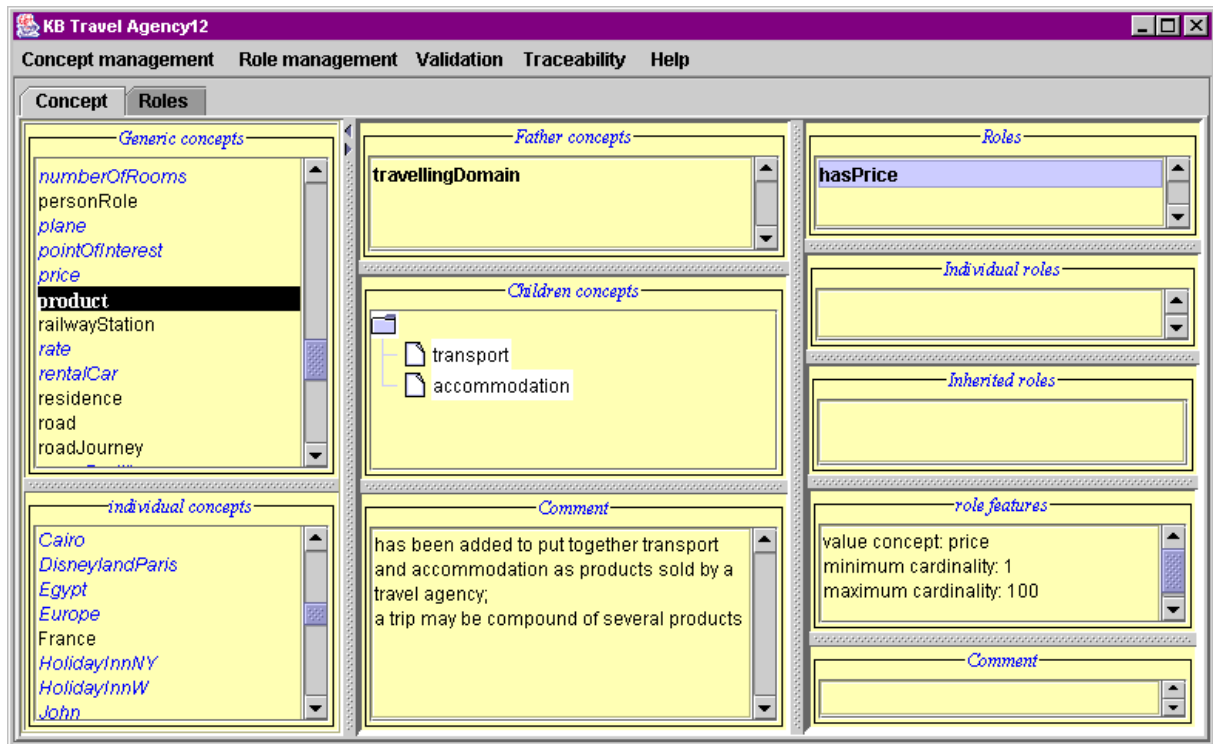 KB Travel Agency12
Concept management Role management Validation Traceability Help
Concept Roles
Generic concepts
numberOfRooms
personRole
plane
pointOfInterest
price
product
railwayStation
rate
rentalCar
residence
road
roadJourney
individual concepts
Cairo
DisneylandParis
Egypt
Europe
France
HolidayInnNY
HolidayInnW
John
Father concepts
travellingDomain
Children concepts
transport
accommodation
Comment
has been added to put together transport
and accommodation as products sold by a
travel agency;
a trip may be compound of several products
Roles
hasPrice
Individual roles
Inherited roles
role features
value concept: price
minimum cardinality: 1
maximum cardinality: 100
Comment